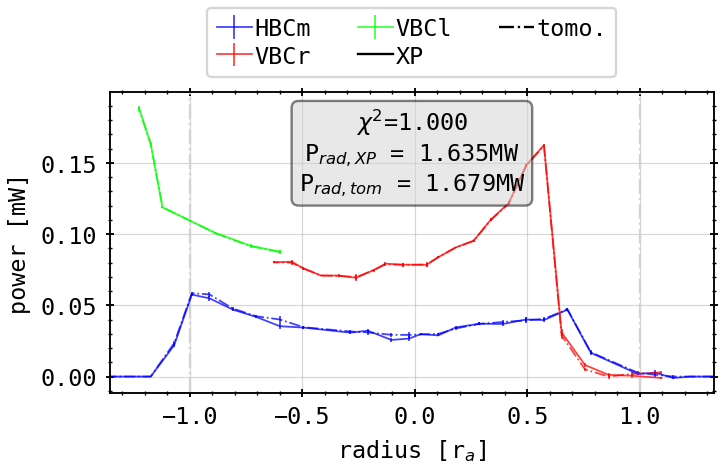 HBCm VBCl tomo.
VBCr XP
χ²=1.000
P_rad,XP = 1.635MW
P_rad,tom = 1.679MW
power [mW]
0.15
0.10
0.05
0.00
−1.0 −0.5 0.0 0.5 1.0
radius [r_a]